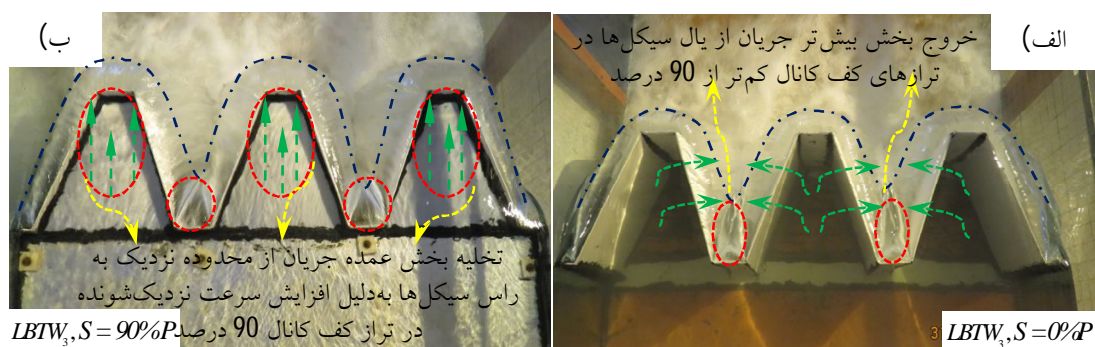 الف)
خروج بخش بیش‌تر جریان از یال سیکل‌ها در
ترازهای کف کانال کم‌تر از 90 درصد
LBTW₃, S = 0%P
ب)
تخلیه بخش عمده جریان از محدوده نزدیک به
راس سیکل‌ها به‌دلیل افزایش سرعت نزدیک‌شونده
در تراز کف کانال 90 درصد
LBTW₃, S = 90%P